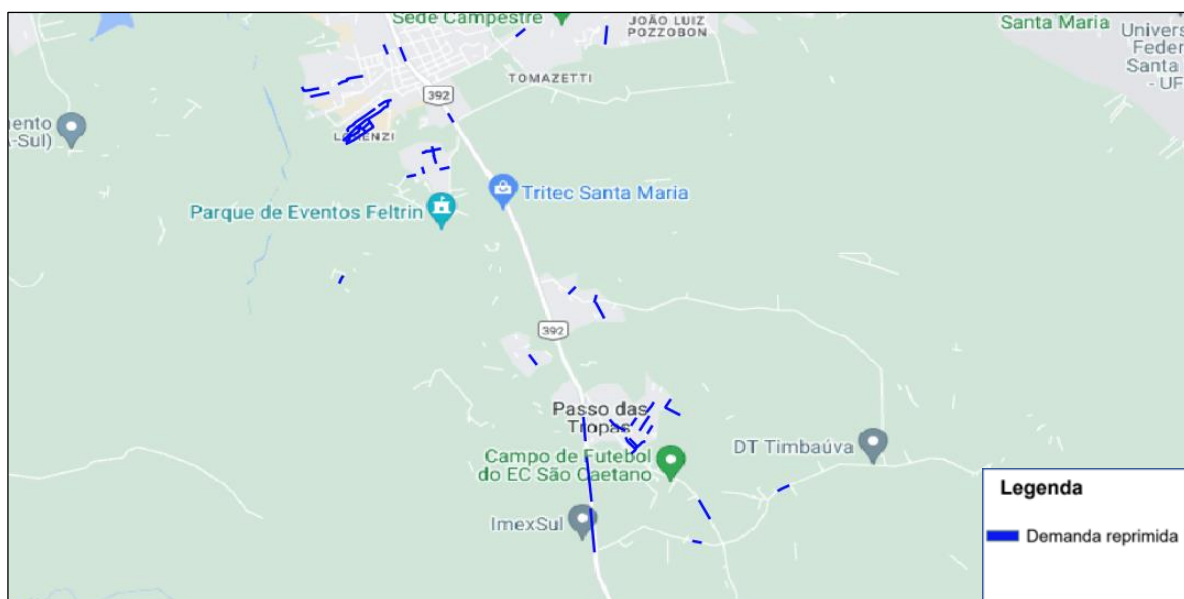 Sede Campestre
JOÃO LUIZ
POZZOBON
Santa Maria
Univers
Feder
Santa
- UF
TOMAZETTI
392
mento
A-Sul)
LORENZI
Tritec Santa Maria
Parque de Eventos Feltrin
392
Passo das
Tropas
Campo de Futebol
do EC São Caetano
DT Timbaúva
ImexSul
Legenda
Demanda reprimida